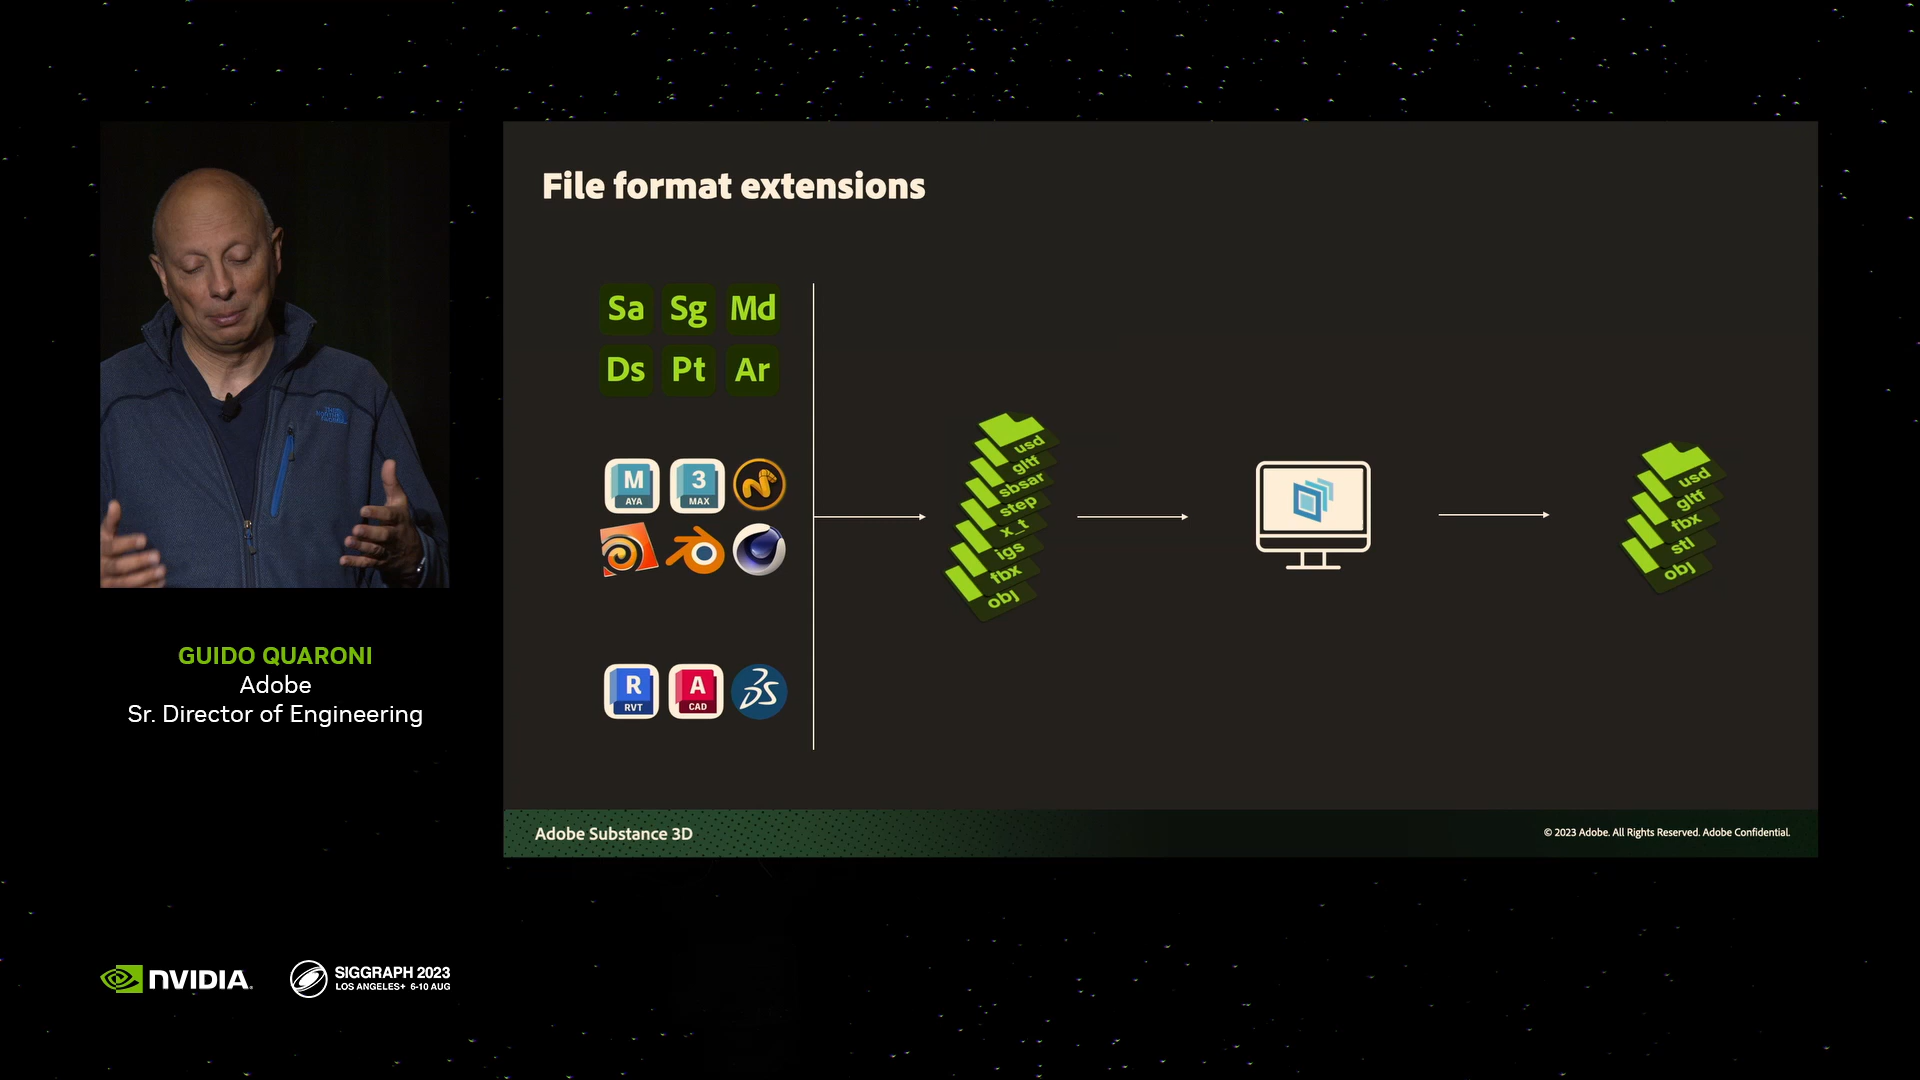 File format extensions
Sa Sg Md
Ds Pt Ar
M
AYA
3
MAX
R
RVT
A
CAD
usd
gltf
sbsar
step
x_t
igs
fbx
obj
usd
gltf
fbx
stl
obj
Adobe Substance 3D
© 2023 Adobe. All Rights Reserved. Adobe Confidential.
GUIDO QUARONI
Adobe
Sr. Director of Engineering
NVIDIA.
SIGGRAPH 2023
LOS ANGELES+ 6-10 AUG